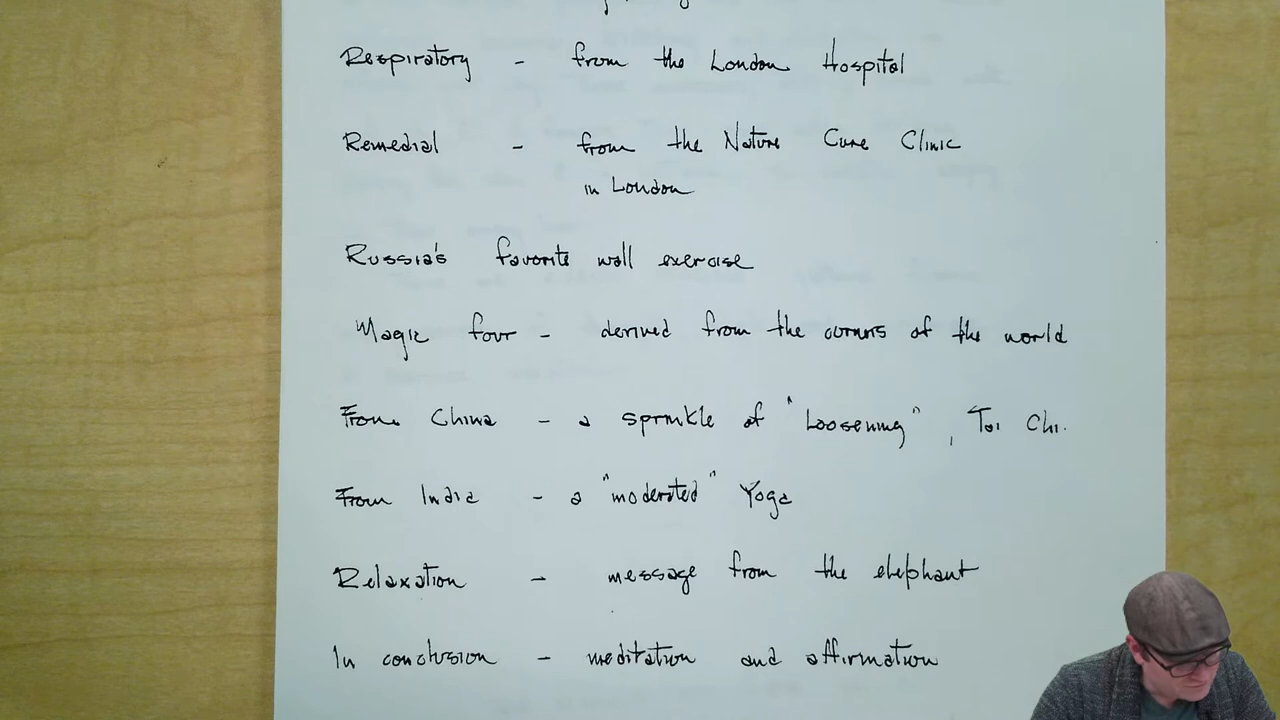 Respiratory - from the London Hospital
Remedial - from the Nature Cure Clinic
in London
Russia's favorite wall exercise
Magic four - derived from the corners of the world
From China - a sprinkle of "Loosening", Tai Chi.
From India - a "moderated" Yoga
Relaxation - message from the elephant
In conclusion - meditation and affirmation